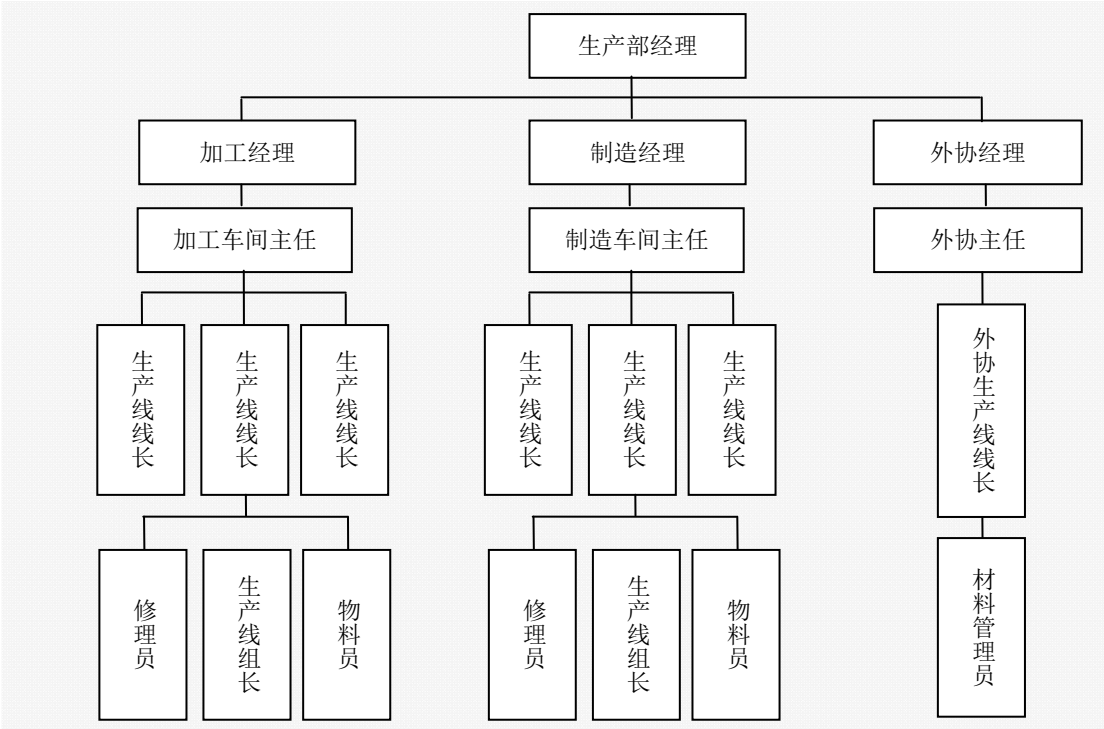 生产部经理
加工经理
制造经理
外协经理
加工车间主任
制造车间主任
外协主任
生产线线长
生产线线长
生产线线长
生产线线长
生产线线长
生产线线长
外协生产线线长
修理员
生产线组长
物料员
修理员
生产线组长
物料员
材料管理员